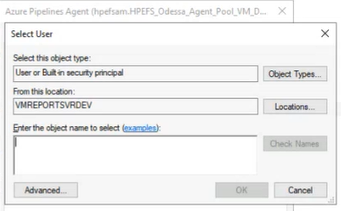 Azure Pipelines Agent (hpefsam.HPEFS_Odessa_Agent_Pool_VM_D...
Select User
Select this object type:
User or Built-in security principal
Object Types...
From this location:
VMREPORTSVRDEV
Locations...
Enter the object name to select (examples):
Check Names
Advanced...
OK
Cancel